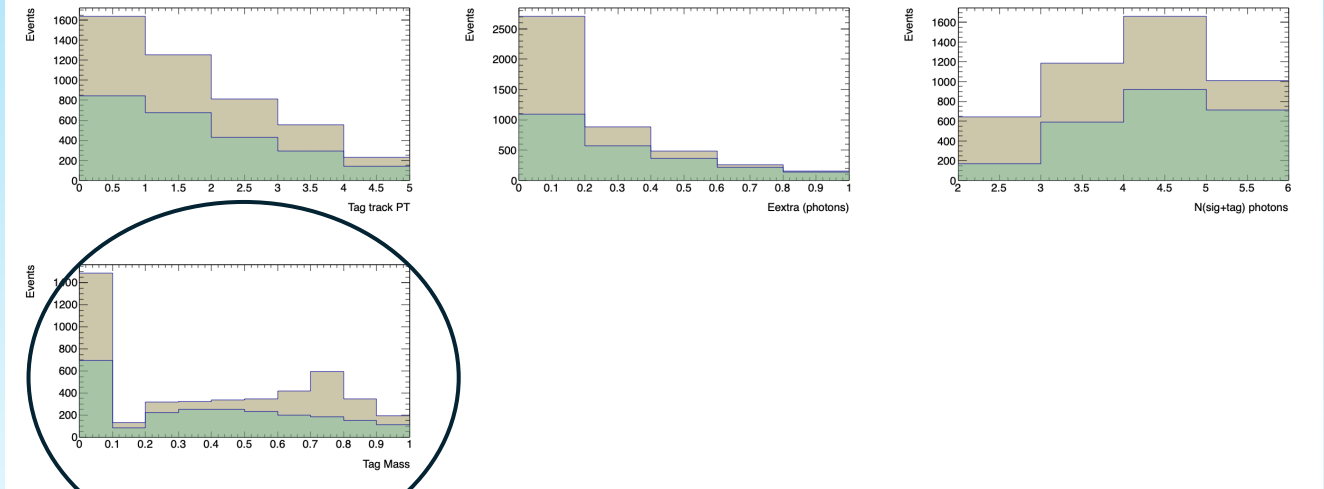 Events
1600
1400
1200
1000
800
600
400
200
0
0 0.5 1 1.5 2 2.5 3 3.5 4 4.5 5
Tag track PT
Events
2500
2000
1500
1000
500
0
0 0.1 0.2 0.3 0.4 0.5 0.6 0.7 0.8 0.9 1
Eextra (photons)
Events
1600
1400
1200
1000
800
600
400
200
0
2 2.5 3 3.5 4 4.5 5 5.5 6
N(sig+tag) photons
Events
1400
1200
1000
800
600
400
200
0
0 0.1 0.2 0.3 0.4 0.5 0.6 0.7 0.8 0.9 1
Tag Mass